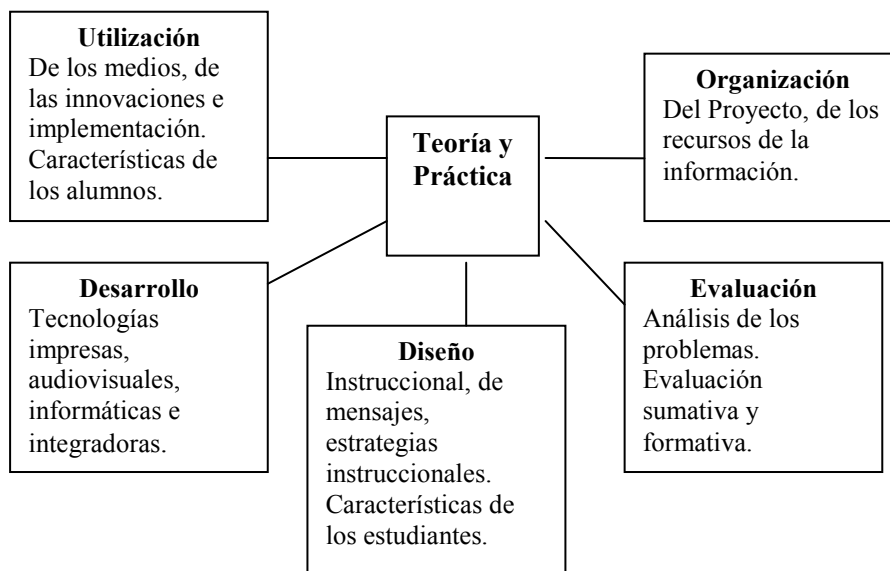 Utilización
De los medios, de
las innovaciones e
implementación.
Características de
los alumnos.
Organización
Del Proyecto, de los
recursos de la
información.
Teoría y
Práctica
Desarrollo
Tecnologías
impresas,
audiovisuales,
informáticas e
integradoras.
Diseño
Instruccional, de
mensajes,
estrategias
instruccionales.
Características de
los estudiantes.
Evaluación
Análisis de los
problemas.
Evaluación
sumativa y
formativa.